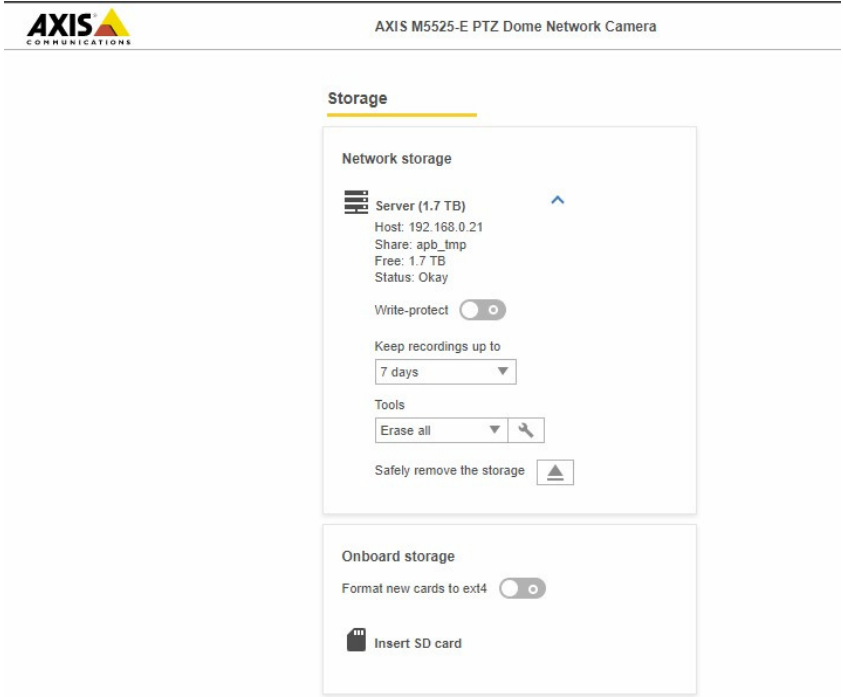 AXIS
COMMUNICATIONS
AXIS M5525-E PTZ Dome Network Camera
Storage
Network storage
Server (1.7 TB)
Host: 192.168.0.21
Share: apb_tmp
Free: 1.7 TB
Status: Okay
Write-protect
Keep recordings up to
7 days
Tools
Erase all
Safely remove the storage
Onboard storage
Format new cards to ext4
Insert SD card